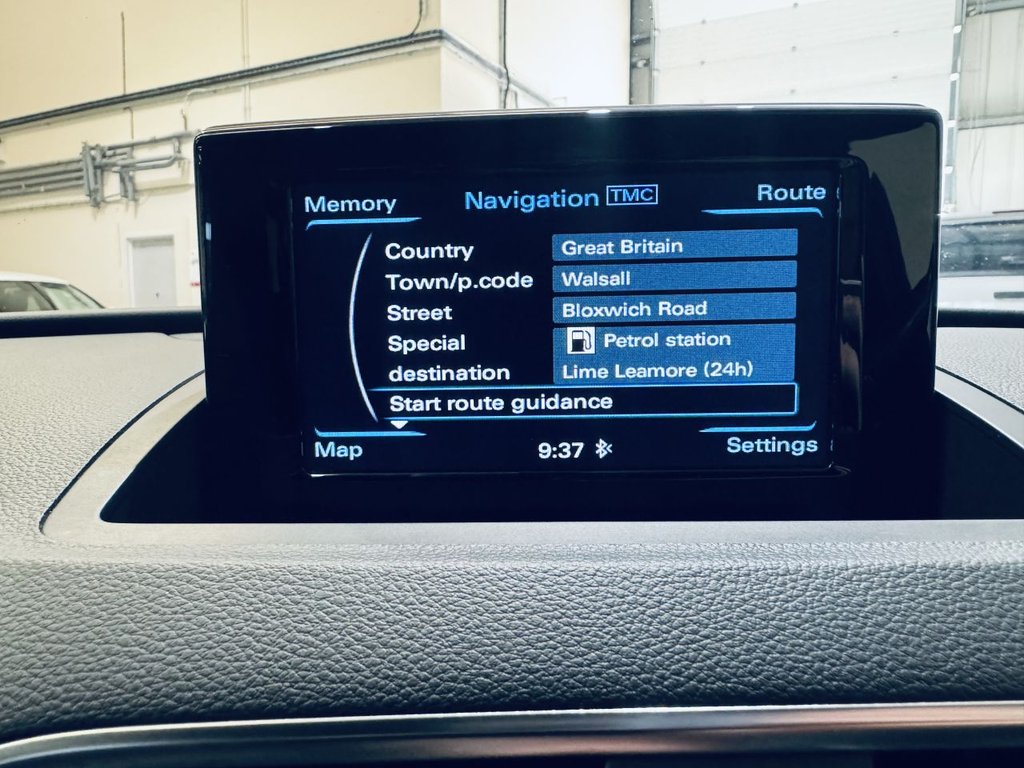 Memory Navigation TMC Route
Country Great Britain
Town/p.code Walsall
Street Bloxwich Road
Special Petrol station
destination Lime Leamore (24h)
Start route guidance
Map 9:37 Settings